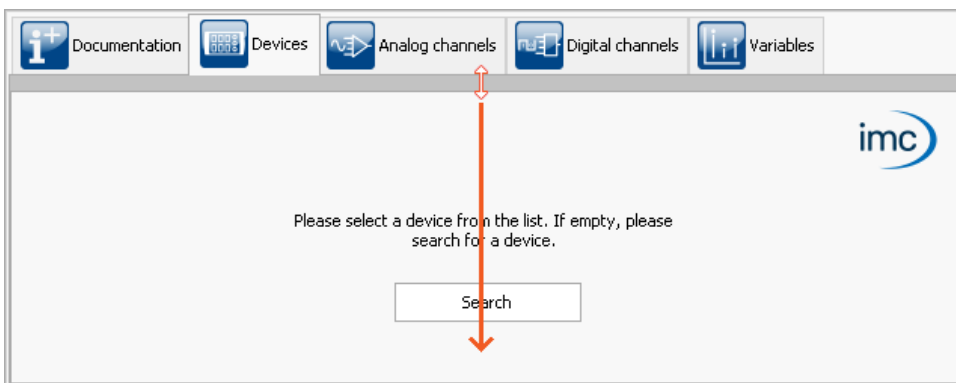 Documentation
Devices
Analog channels
Digital channels
Variables
imc
Please select a device from the list. If empty, please
search for a device.
Search